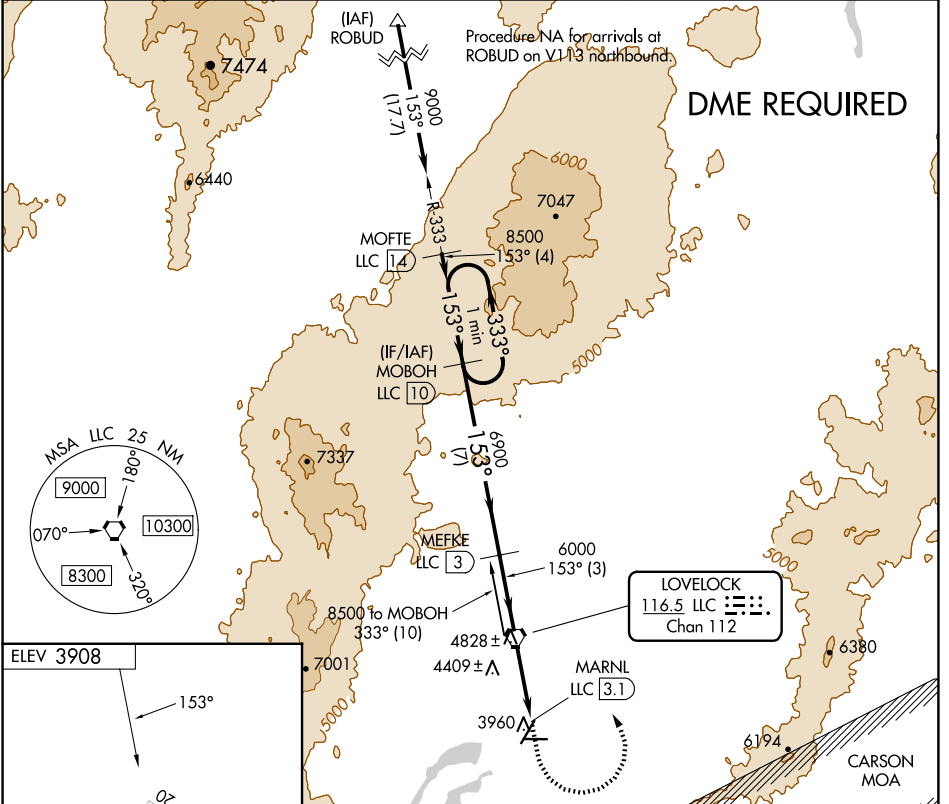 (IAF)
ROBUD
Procedure NA for arrivals at
ROBUD on V113 northbound.
7474
DME REQUIRED
9000
153°
(17.7)
6000
6440
7047
R-333
MOFTE
LLC 14
8500
153° (4)
153°
1 min
333°
(IF/IAF)
MOBOH
LLC 10
5000
6900
153°
(7)
7337
MSA LLC 25 NM
180°
9000
070°
10300
8300
320°
MEFKE
LLC 3
6000
153° (3)
5000
8500 to MOBOH
333° (10)
LOVELOCK
116.5 LLC
Chan 112
4828 ±
4409 ±
MARNL
LLC 3.1
6380
ELEV 3908
7001
153°
5000
3960
6194
CARSON
MOA
07